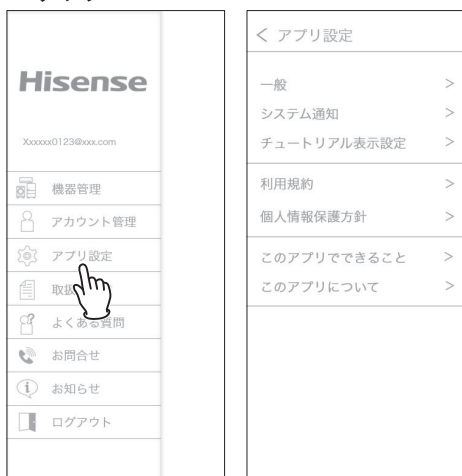 Hisense
Xxxxxx0123@xxx.com
機器管理
アカウント管理
アプリ設定
取扱
よくある質問
お問合せ
お知らせ
ログアウト
< アプリ設定
一般 >
システム通知 >
チュートリアル表示設定 >
利用規約 >
個人情報保護方針 >
このアプリでできること >
このアプリについて >